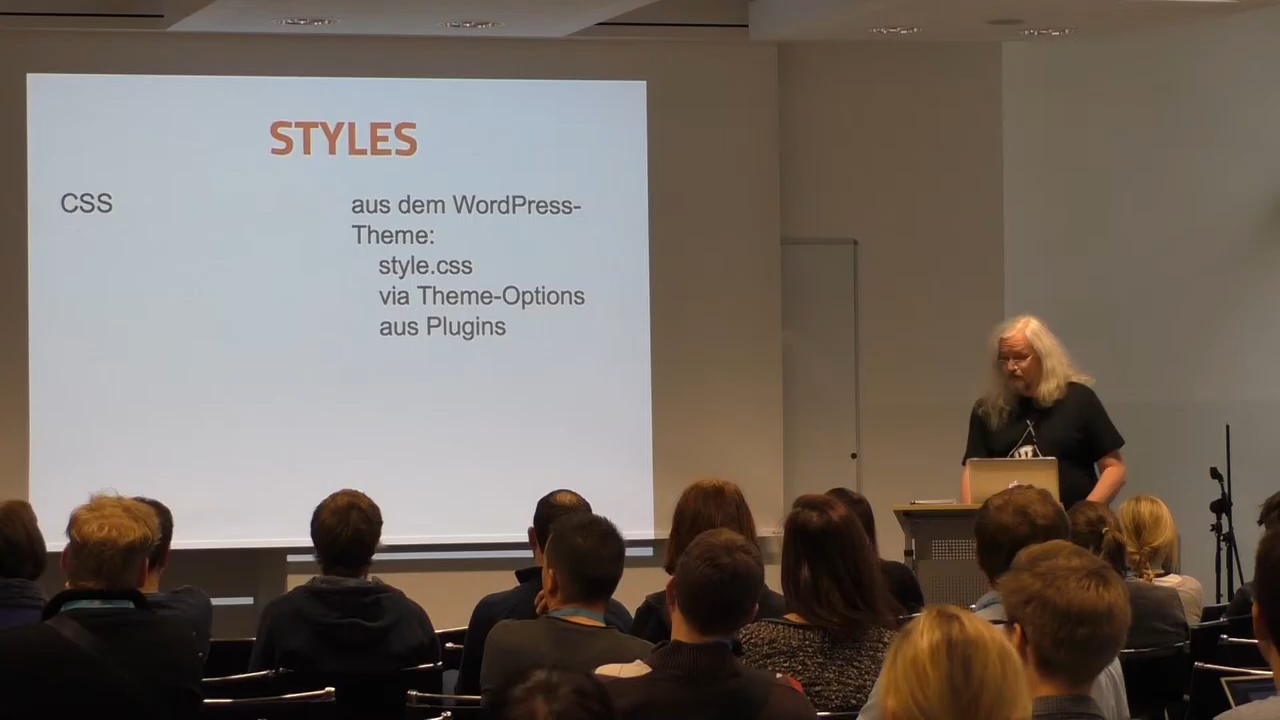 STYLES
CSS
aus dem WordPress-
Theme:
style.css
via Theme-Options
aus Plugins